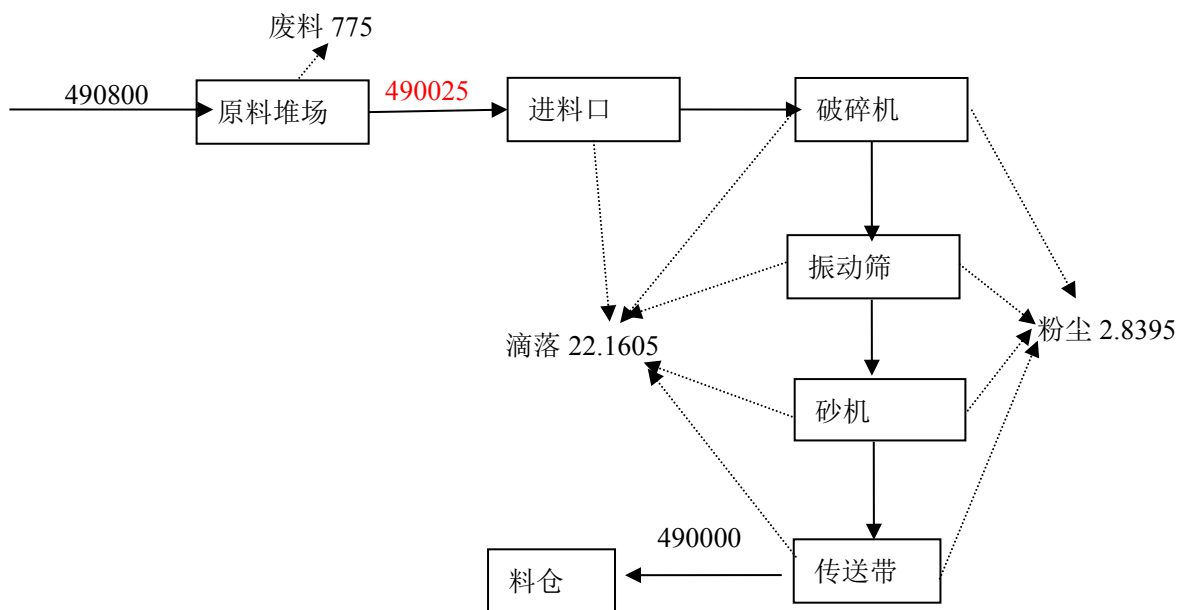 废料 775
490800
原料堆场
490025
进料口
破碎机
振动筛
滴落 22.1605
粉尘 2.8395
砂机
490000
传送带
料仓